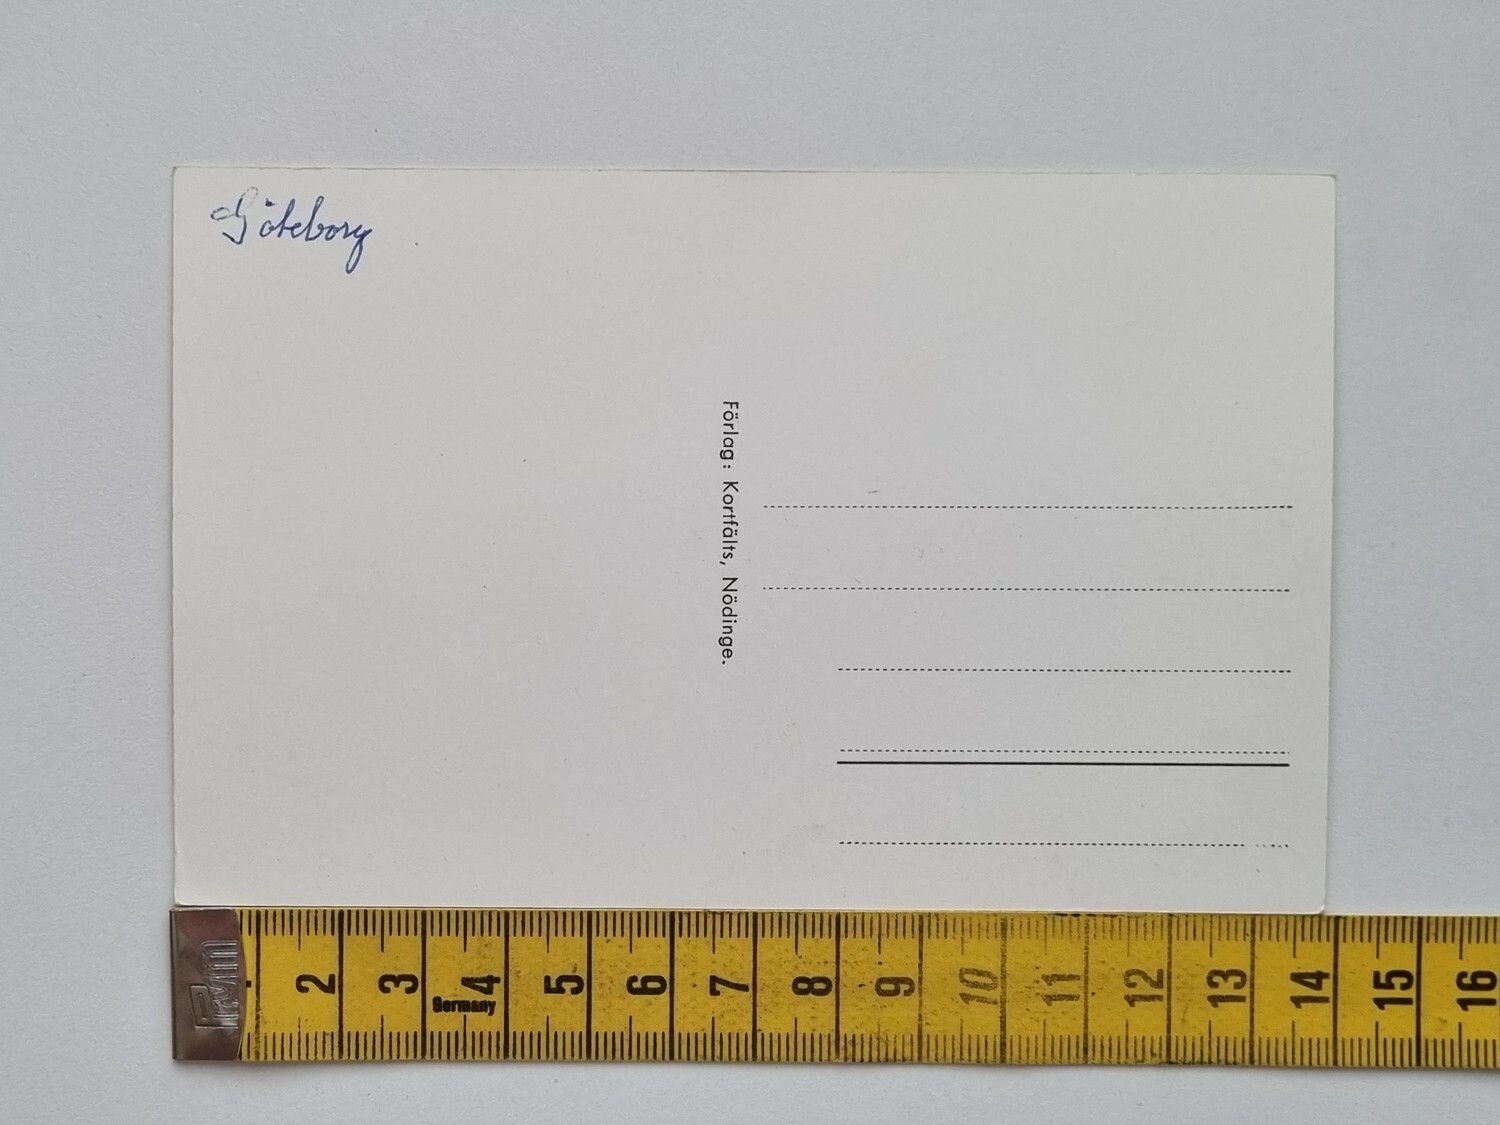 Göteborg
Förlag: Kortfälts, Nödinge.
Pym
2 3 4 5 6 7 8 9 10 11 12 13 14 15 16
Germany